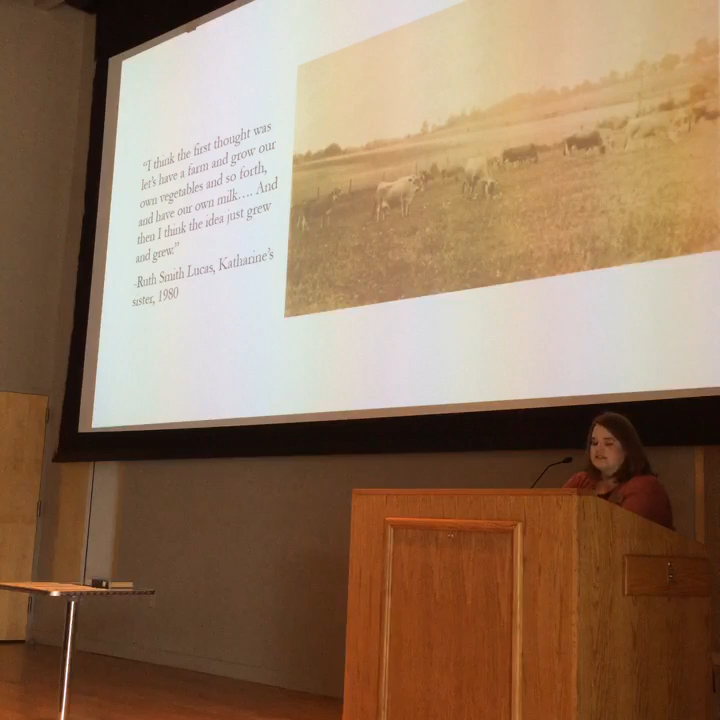 “I think the first thought was
let’s have a farm and grow our
own vegetables and so forth,
and have our own milk…. And
then I think the idea just grew
and grew.”
-Ruth Smith Lucas, Katharine’s
sister, 1980